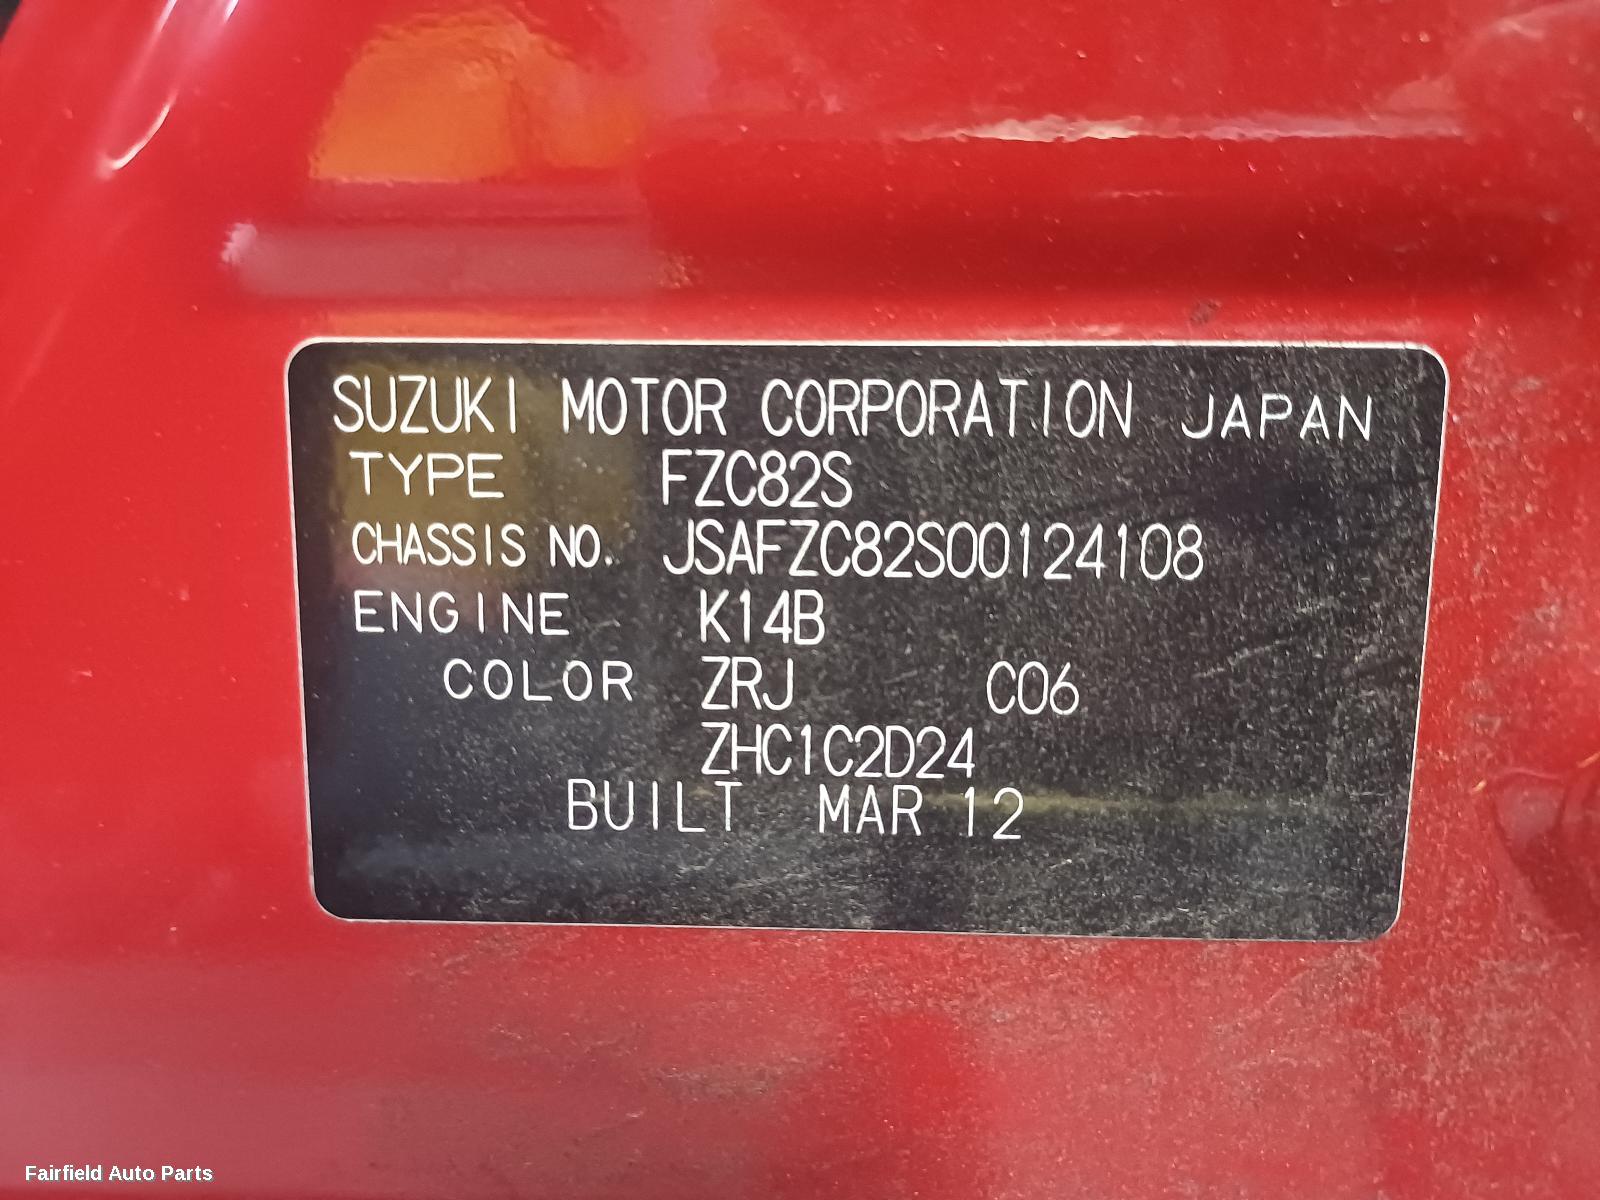 SUZUKI MOTOR CORPORATION JAPAN
TYPE FZC82S
CHASSIS NO. JSAFZC82S00124108
ENGINE K14B
COLOR ZRJ C06
ZHC1C2D24
BUILT MAR 12
Fairfield Auto Parts